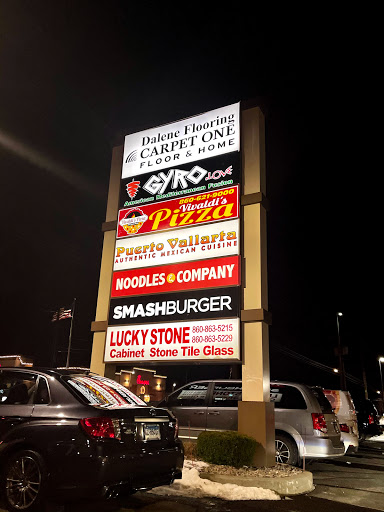 Dalene Flooring
CARPET ONE
FLOOR & HOME
GYRO & LOVE
American Mediterranean Fusion
860-621-9000
Vivaldi's
Pizza
Puerto Vallarta
AUTHENTIC MEXICAN CUISINE
NOODLES & COMPANY
SMASHBURGER
LUCKY STONE 860-863-5215
860-863-5229
Cabinet Stone Tile Glass